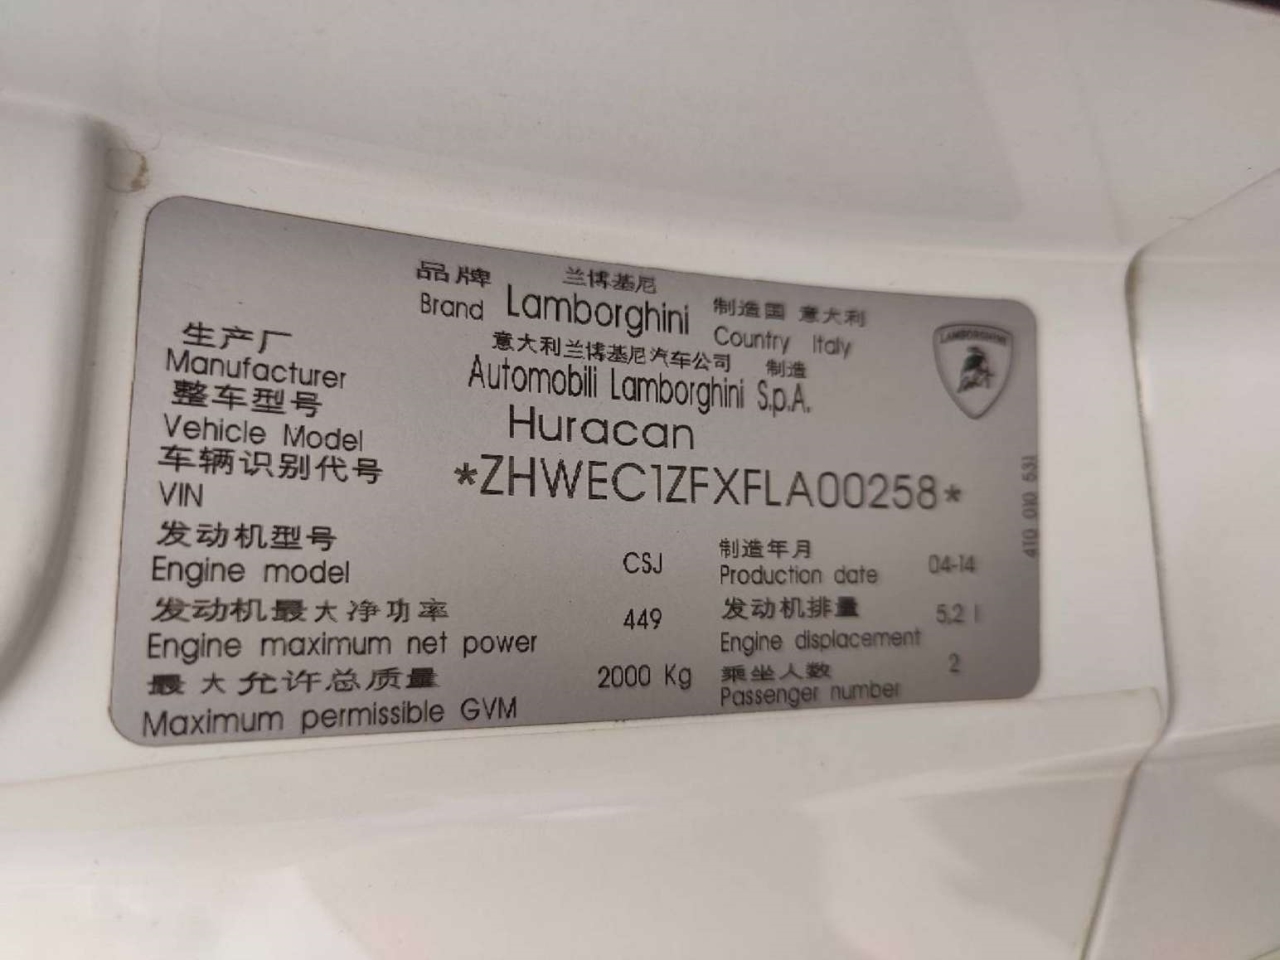 品牌 兰博基尼 制造国 意大利
Brand Lamborghini Country Italy
LAMBORGHINI
生产厂 意大利兰博基尼汽车公司 制造
Manufacturer Automobili Lamborghini S.p.A.
整车型号
Vehicle Model Huracan
车辆识别代号
VIN *ZHWEC1ZFXFLA00258*
4T0 010 531
发动机型号 制造年月
Engine model CSJ Production date 04-14
发动机最大净功率 发动机排量
Engine maximum net power 449 Engine displacement 5,2 l
最大允许总质量 乘坐人数
Maximum permissible GVM 2000 Kg Passenger number 2